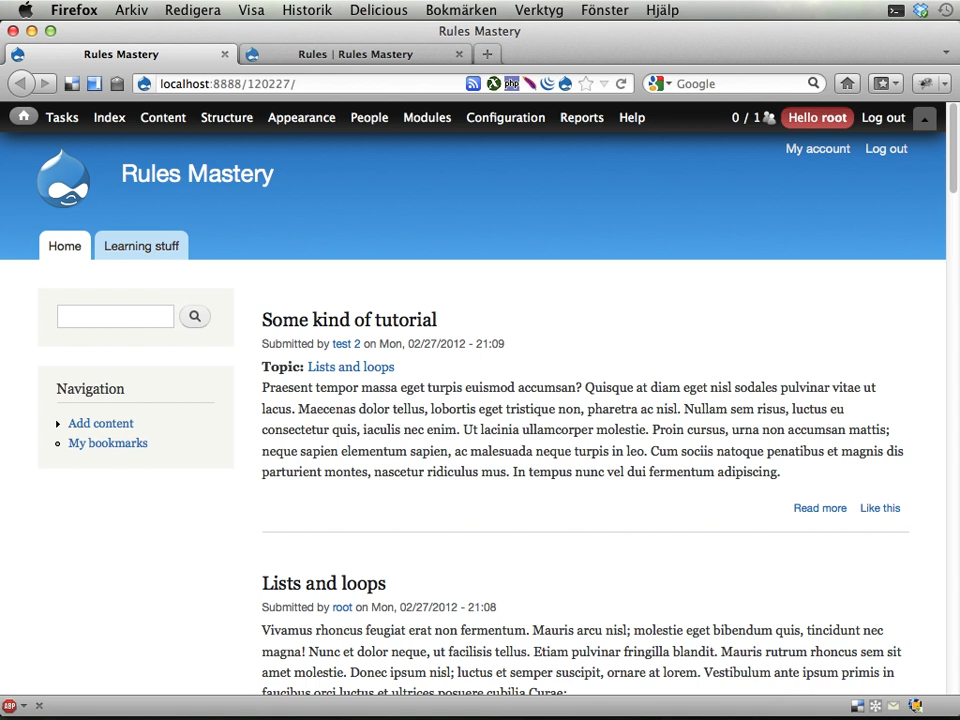 Firefox Arkiv Redigera Visa Historik Delicious Bokmärken Verktyg Fönster Hjälp
Rules Mastery
Rules Mastery Rules | Rules Mastery
localhost:8888/120227/ php Google
Tasks Index Content Structure Appearance People Modules Configuration Reports Help 0 / 1 Hello root Log out
My account Log out
Rules Mastery
Home Learning stuff
Some kind of tutorial
Submitted by test 2 on Mon, 02/27/2012 - 21:09
Topic: Lists and loops
Praesent tempor massa eget turpis euismod accumsan? Quisque at diam eget nisl sodales pulvinar vitae ut
lacus. Maecenas dolor tellus, lobortis eget tristique non, pharetra ac nisl. Nullam sem risus, luctus eu
consectetur quis, iaculis nec enim. Ut lacinia ullamcorper molestie. Proin cursus, urna non accumsan mattis;
neque sapien elementum sapien, ac malesuada neque turpis in leo. Cum sociis natoque penatibus et magnis dis
parturient montes, nascetur ridiculus mus. In tempus nunc vel dui fermentum adipiscing.
Read more Like this
Navigation
Add content
My bookmarks
Lists and loops
Submitted by root on Mon, 02/27/2012 - 21:08
Vivamus rhoncus feugiat erat non fermentum. Mauris arcu nisl; molestie eget bibendum quis, tincidunt nec
magna! Nunc et dolor neque, ut facilisis tellus. Etiam pulvinar fringilla blandit. Mauris rutrum rhoncus sem sit
amet molestie. Donec ipsum nisl; luctus et semper suscipit, ornare at lorem. Vestibulum ante ipsum primis in
faucibus orci luctus et ultrices posuere cubilia Curae;
ABP